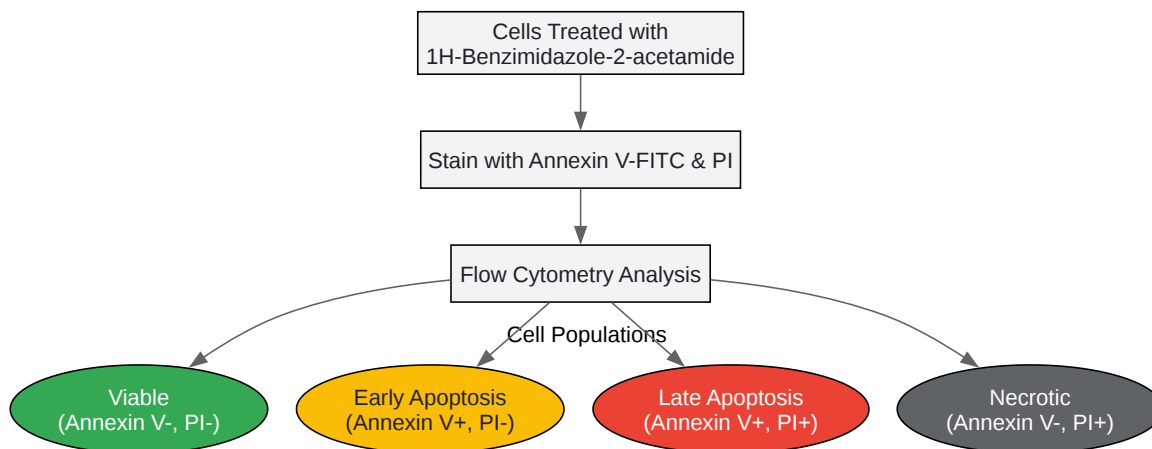 Cells Treated with
1H-Benzimidazole-2-acetamide
Stain with Annexin V-FITC & PI
Flow Cytometry Analysis
Cell Populations
Viable
(Annexin V-, PI-)
Early Apoptosis
(Annexin V+, PI-)
Late Apoptosis
(Annexin V+, PI+)
Necrotic
(Annexin V-, PI+)